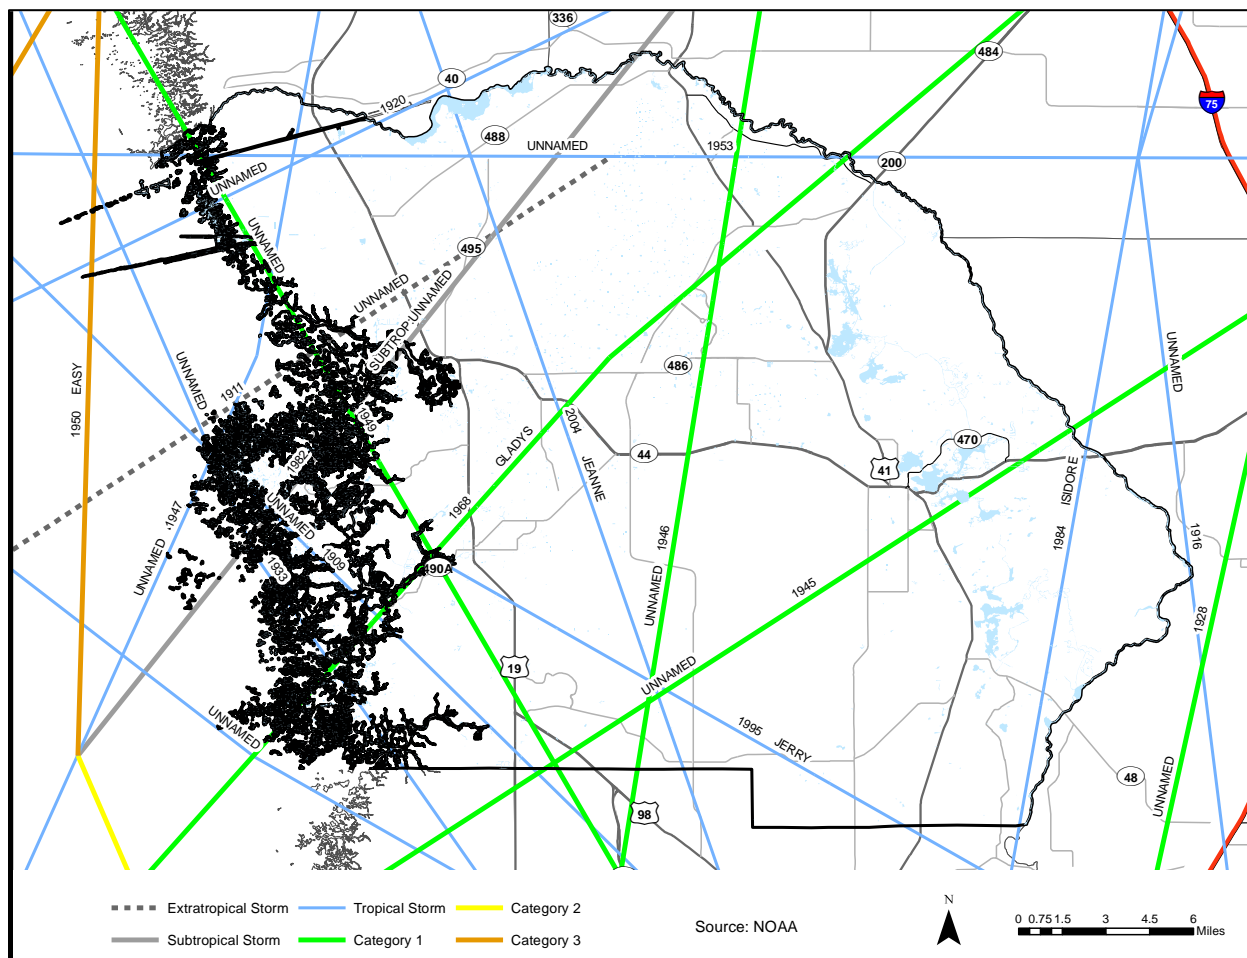 336
484
40
75
1920
488
UNNAMED
1953
200
UNNAMED
UNNAMED
495
UNNAMED
SUBTROP:UNNAMED
UNNAMED
UNNAMED
1911
486
EASY
1950
1949
2004
GLADYS
44
470
41
1982
JEANNE
ISIDORE
1968
UNNAMED
1947
1946
1984
1916
1909
1933
490A
UNNAMED
UNNAMED
1945
1928
19
UNNAMED
UNNAMED
1995
JERRY
48
UNNAMED
98
Extratropical Storm
Tropical Storm
Category 2
Subtropical Storm
Category 1
Category 3
Source: NOAA
N
0 0.75 1.5 3 4.5 6
Miles